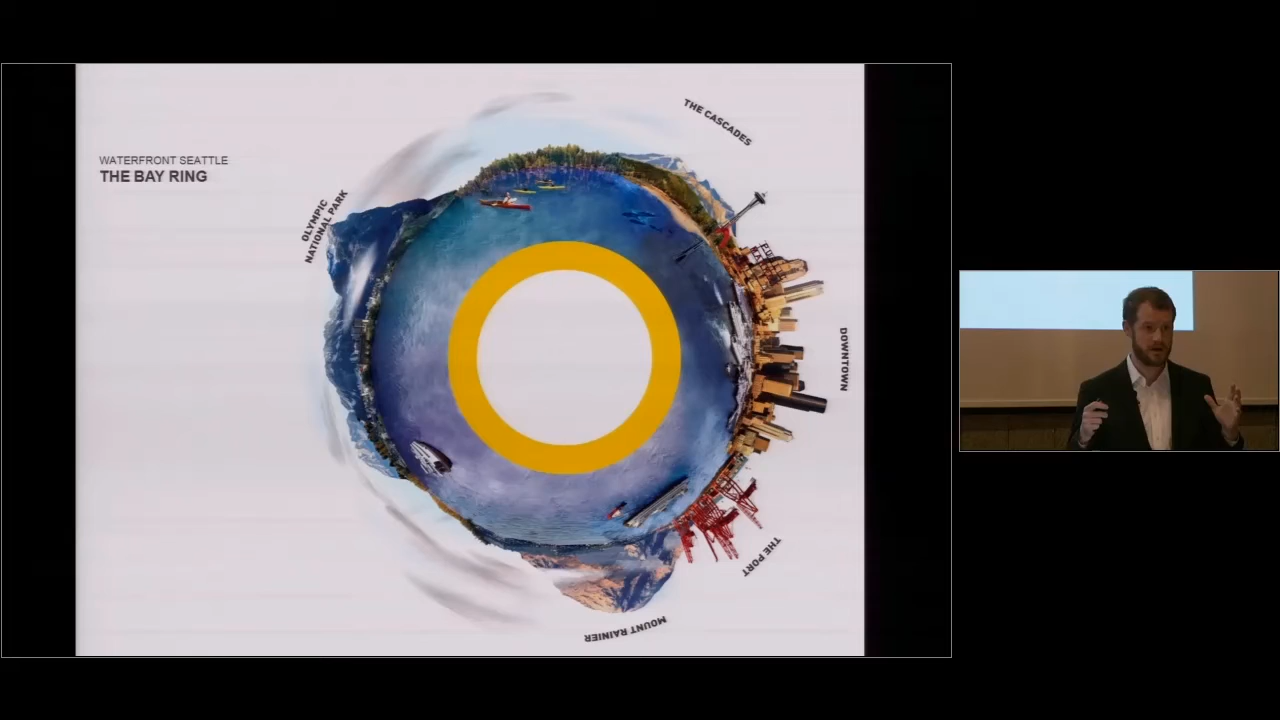 WATERFRONT SEATTLE
THE BAY RING
THE CASCADES
OLYMPIC
NATIONAL PARK
DOWNTOWN
THE PORT
MOUNT RAINIER